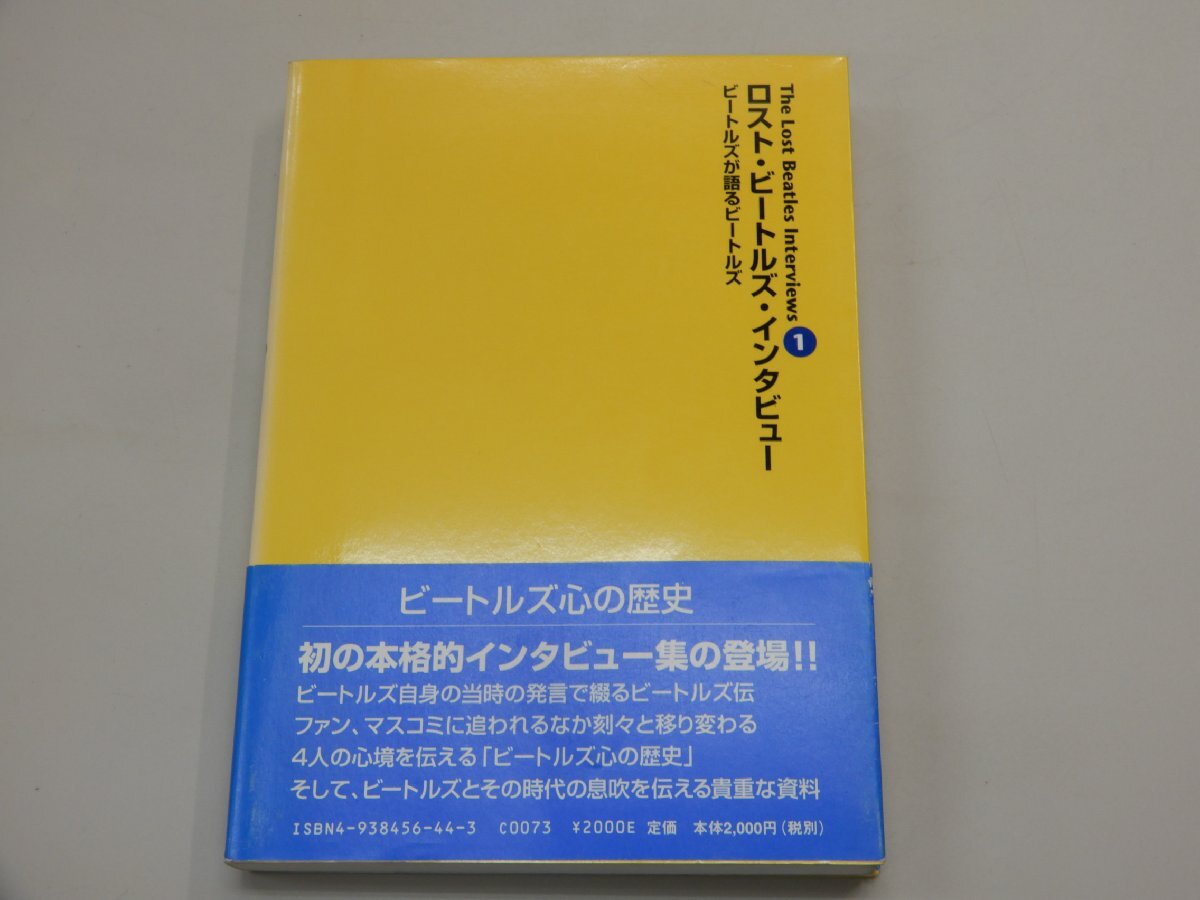 The Lost Beatles Interviews 1
ロスト・ビートルズ・インタビュー
ビートルズが語るビートルズ
ビートルズ心の歴史
初の本格的インタビュー集の登場!!
ビートルズ自身の当時の発言で綴るビートルズ伝
ファン、マスコミに追われるなか刻々と移り変わる
4人の心境を伝える「ビートルズ心の歴史」
そして、ビートルズとその時代の息吹を伝える貴重な資料
ISBN4-938456-44-3 C0073 ¥2000E 定価 本体2,000円(税別)